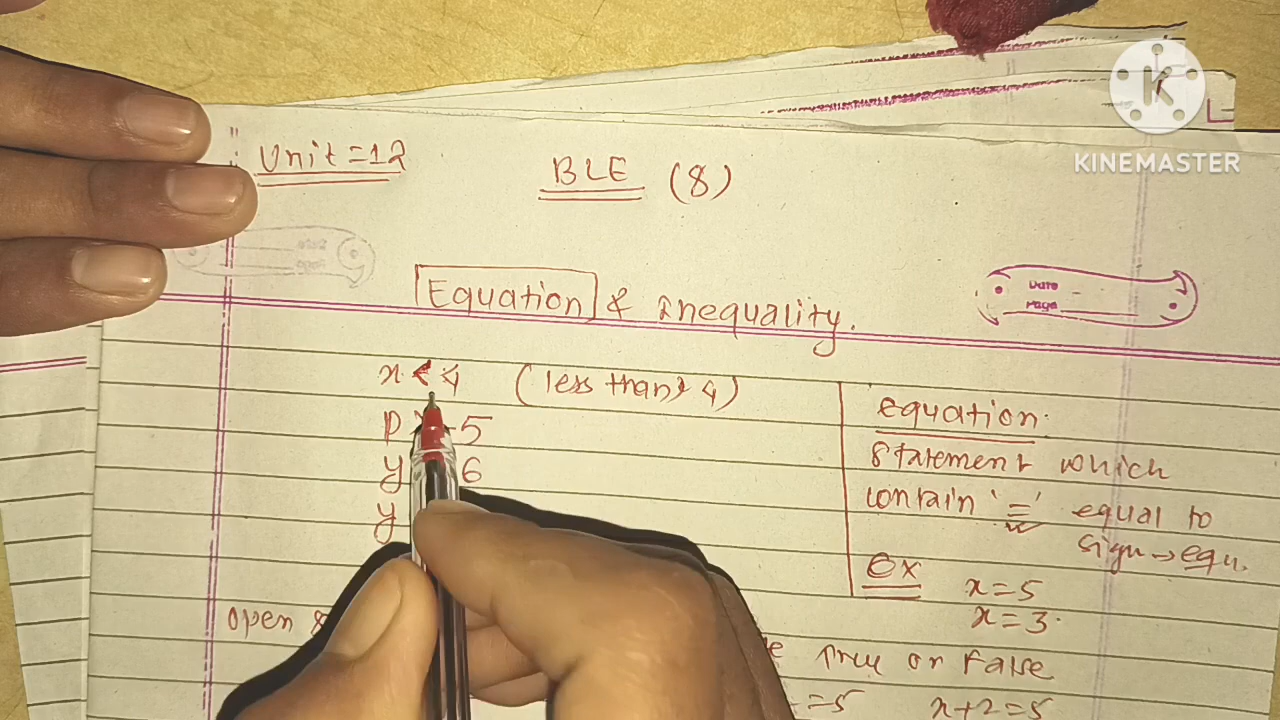 KINEMASTER
Unit = 12
BLE (8)
Equation & Inequality.
Date
Page
x < 4 (less than 4)
P > -5
y 6
y
equation.
Statement which
contain '=' equal to
sign → equ.
Ex x = 5
x = 3.
open
True or False
= 5 x+2 = 5